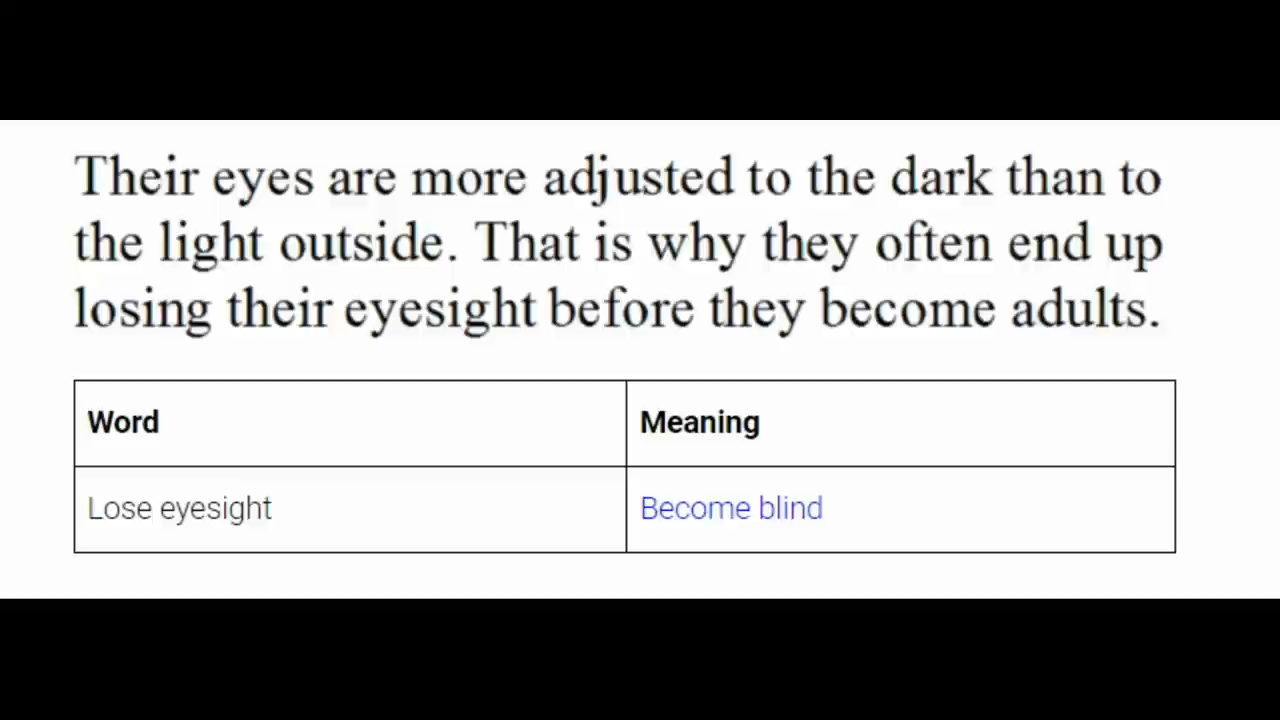 Their eyes are more adjusted to the dark than to
the light outside. That is why they often end up
losing their eyesight before they become adults.
Word Meaning
Lose eyesight Become blind